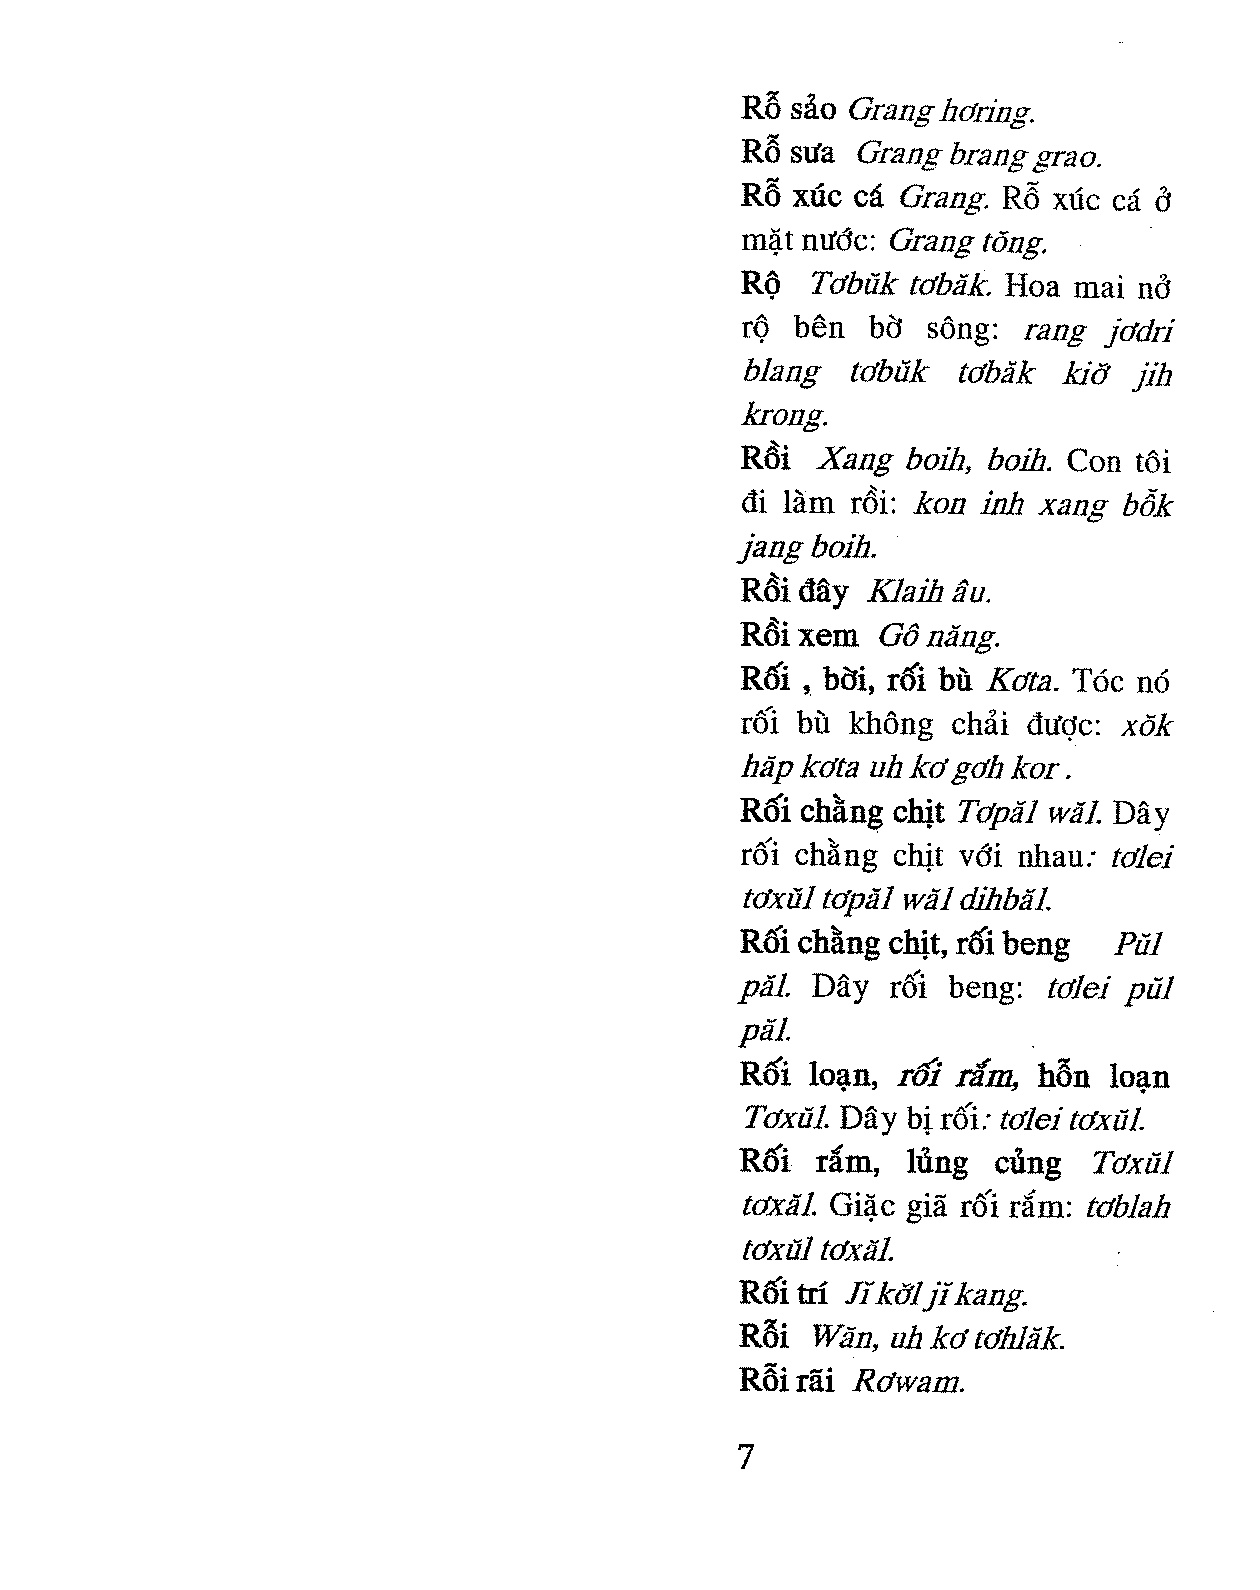 Rỗ sảo Grang hơring.
Rỗ sưa Grang brang grao.
Rỗ xúc cá Grang. Rỗ xúc cá ở
mặt nước: Grang tŏng.
Rộ Tơbŭk tơbăk. Hoa mai nở
rộ bên bờ sông: rang jơdri
blang tơbŭk tơbăk kiơ̆ jih
krong.
Rồi Xang boih, boih. Con tôi
đi làm rồi: kon inh xang bô̆k
jang boih.
Rồi đây Klaih âu.
Rồi xem Gô năng.
Rối , bời, rối bù Kơta. Tóc nó
rối bù không chải được: xŏk
hăp kơta uh kơ gơh kor .
Rối chằng chịt Tơpăl wăl. Dây
rối chằng chịt với nhau: tơlei
tơxŭl tơpăl wăl dihbăl.
Rối chằng chịt, rối beng Pŭl
păl. Dây rối beng: tơlei pŭl
păl.
Rối loạn, rối rắm, hỗn loạn
Tơxŭl. Dây bị rối: tơlei tơxŭl.
Rối rắm, lủng củng Tơxŭl
tơxăl. Giặc giã rối rắm: tơblah
tơxŭl tơxăl.
Rối trí Jĭ kơ̆l jĭ kang.
Rỗi Wăn, uh kơ tơhlăk.
Rỗi rãi Rơwam.
7